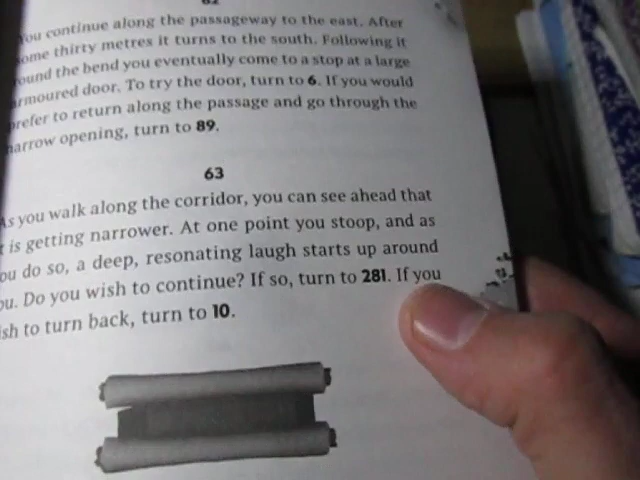 62
You continue along the passageway to the east. After
some thirty metres it turns to the south. Following it
round the bend you eventually come to a stop at a large
armoured door. To try the door, turn to 6. If you would
prefer to return along the passage and go through the
narrow opening, turn to 89.
63
As you walk along the corridor, you can see ahead that
is getting narrower. At one point you stoop, and as
ou do so, a deep, resonating laugh starts up around
ou. Do you wish to continue? If so, turn to 281. If you
sh to turn back, turn to 10.